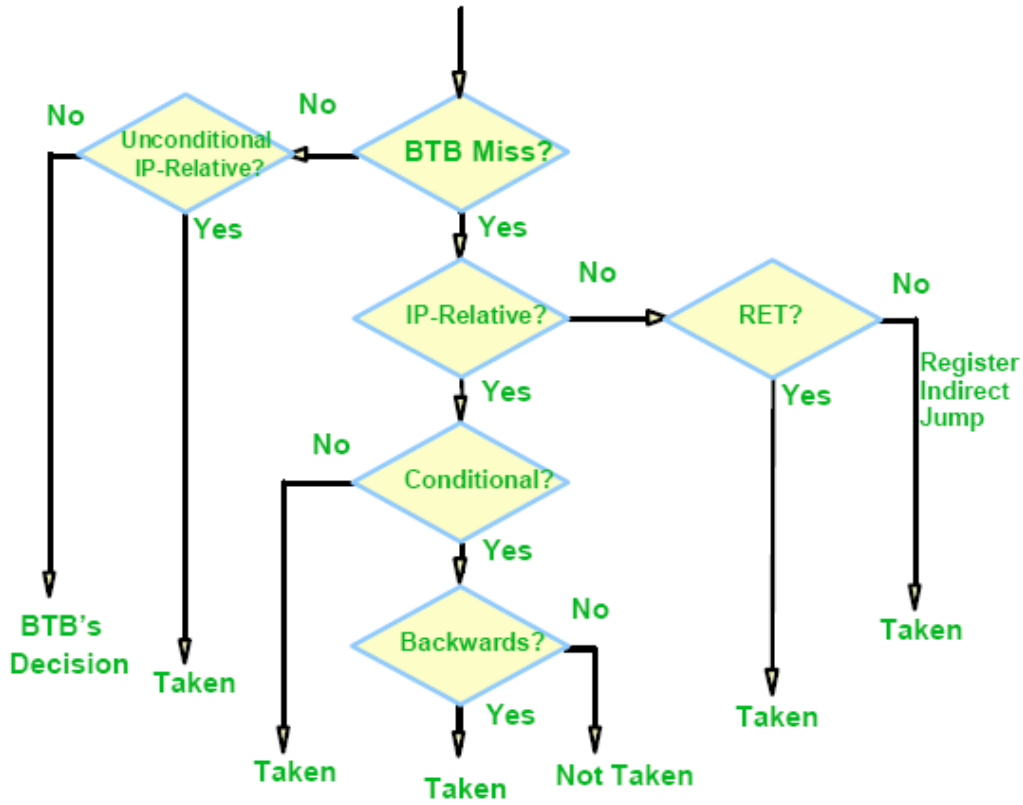 No
No
Unconditional
IP-Relative?
BTB Miss?
Yes
Yes
No
No
IP-Relative?
RET?
Register
Indirect
Jump
Yes
Yes
No
Conditional?
Yes
No
Backwards?
BTB's
Decision
Taken
Taken
Yes
Taken
Taken
Taken
Not Taken